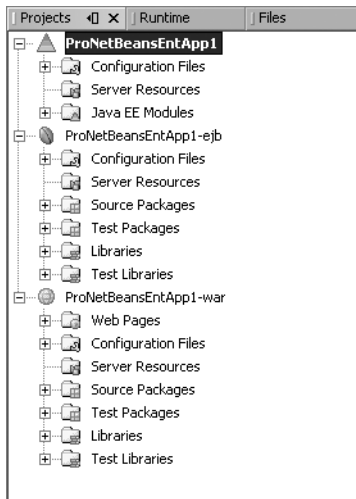 Projects Runtime Files
ProNetBeansEntApp1
Configuration Files
Server Resources
Java EE Modules
ProNetBeansEntApp1-ejb
Configuration Files
Server Resources
Source Packages
Test Packages
Libraries
Test Libraries
ProNetBeansEntApp1-war
Web Pages
Configuration Files
Server Resources
Source Packages
Test Packages
Libraries
Test Libraries